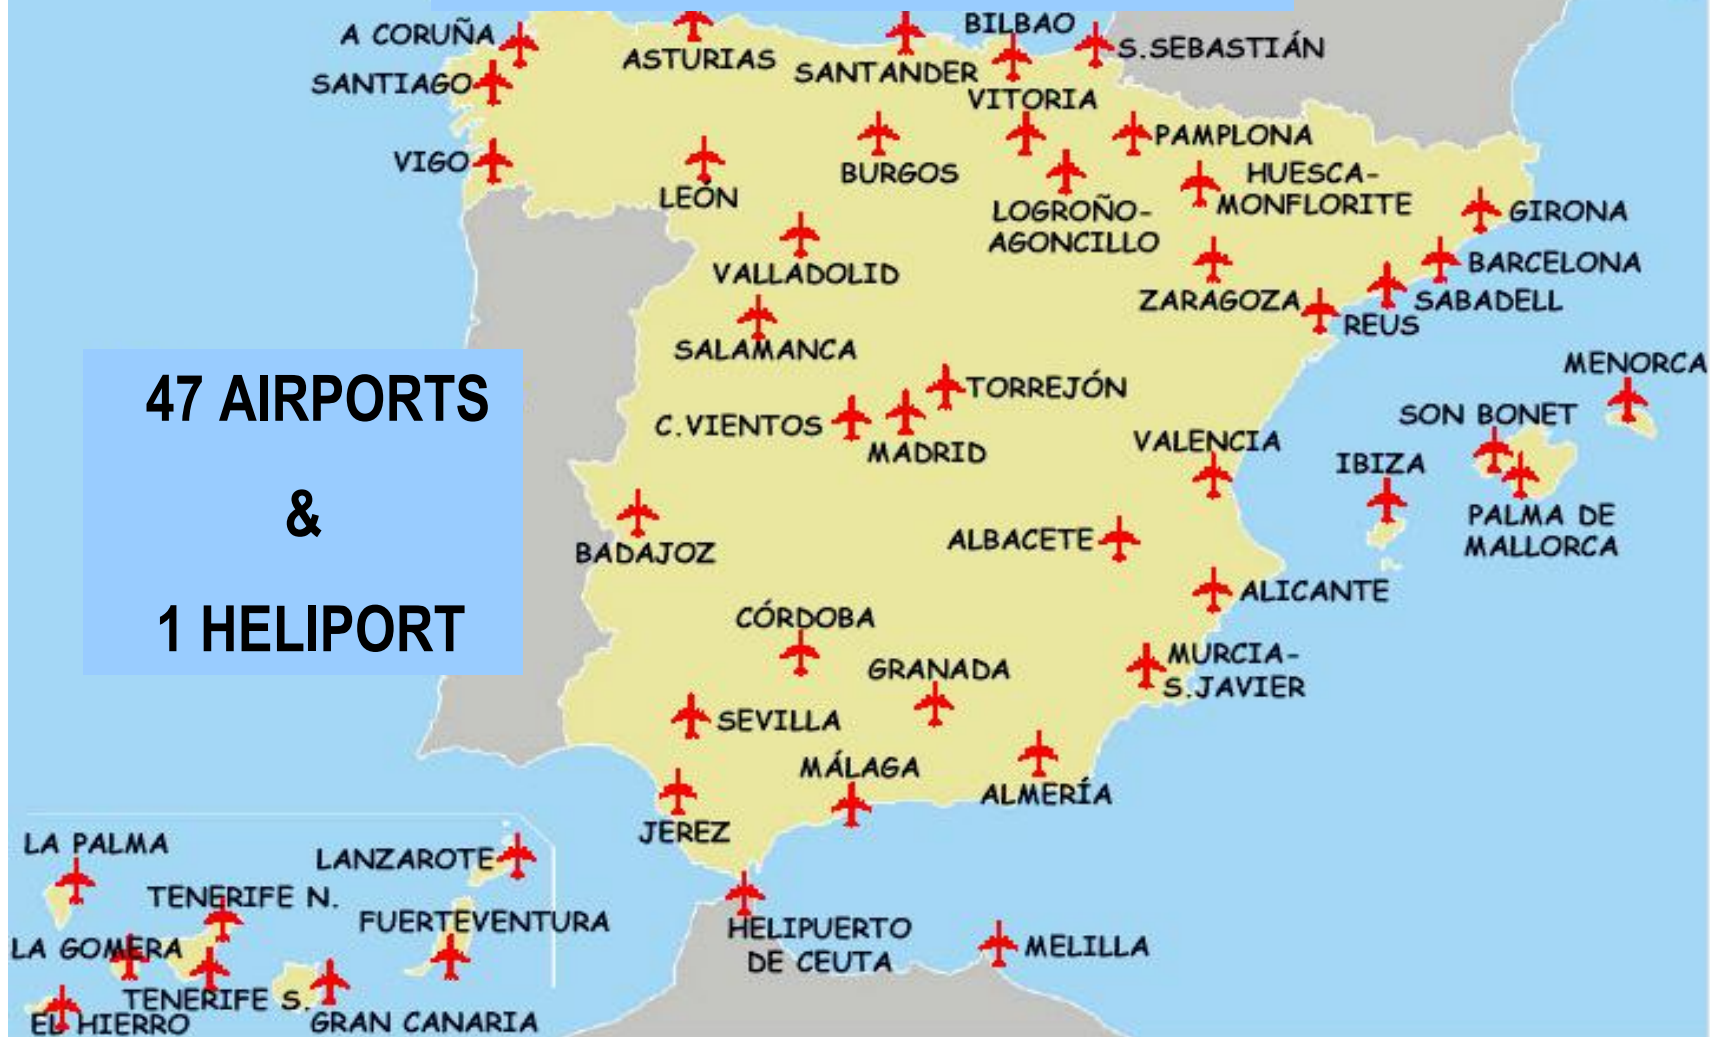 A CORUÑA
ASTURIAS
SANTANDER
BILBAO
S.SEBASTIÁN
SANTIAGO
VITORIA
PAMPLONA
VIGO
LEÓN
BURGOS
LOGROÑO-
AGONCILLO
HUESCA-
MONFLORITE
GIRONA
VALLADOLID
ZARAGOZA
BARCELONA
SABADELL
REUS
SALAMANCA
MENORCA
47 AIRPORTS
&
1 HELIPORT
TORREJÓN
C.VIENTOS
MADRID
VALENCIA
SON BONET
IBIZA
PALMA DE
MALLORCA
BADAJOZ
ALBACETE
ALICANTE
CÓRDOBA
GRANADA
MURCIA-
S.JAVIER
SEVILLA
MÁLAGA
ALMERÍA
JEREZ
LA PALMA
LANZAROTE
TENERIFE N.
FUERTEVENTURA
LA GOMERA
TENERIFE S.
EL HIERRO
GRAN CANARIA
HELIPUERTO
DE CEUTA
MELILLA